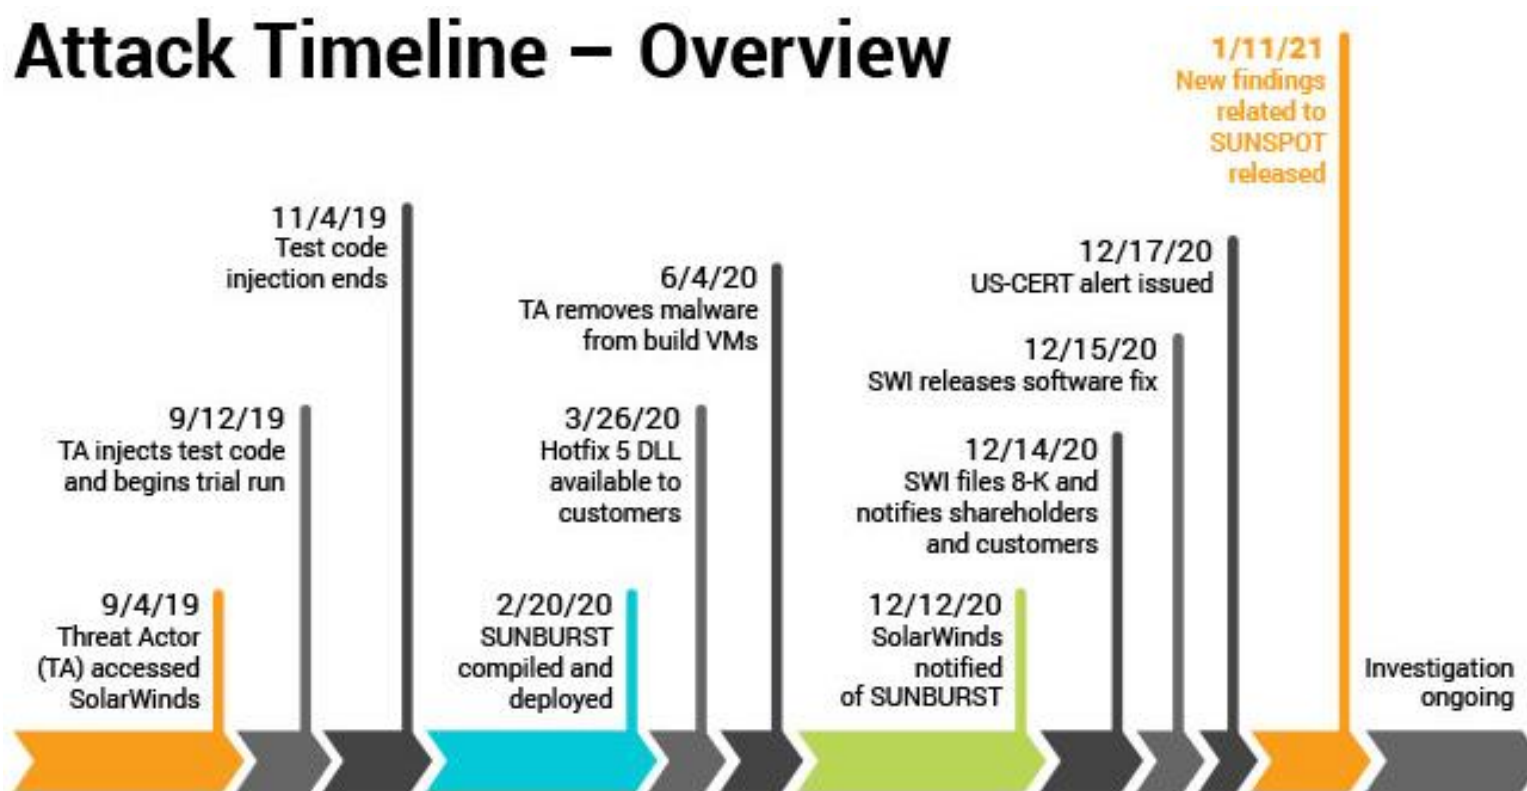 Attack Timeline – Overview
9/4/19
Threat Actor
(TA) accessed
SolarWinds
9/12/19
TA injects test code
and begins trial run
11/4/19
Test code
injection ends
2/20/20
SUNBURST
compiled and
deployed
3/26/20
Hotfix 5 DLL
available to
customers
6/4/20
TA removes malware
from build VMs
12/12/20
SolarWinds
notified
of SUNBURST
12/14/20
SWI files 8-K and
notifies shareholders
and customers
12/15/20
SWI releases software fix
12/17/20
US-CERT alert issued
1/11/21
New findings
related to
SUNSPOT
released
Investigation
ongoing